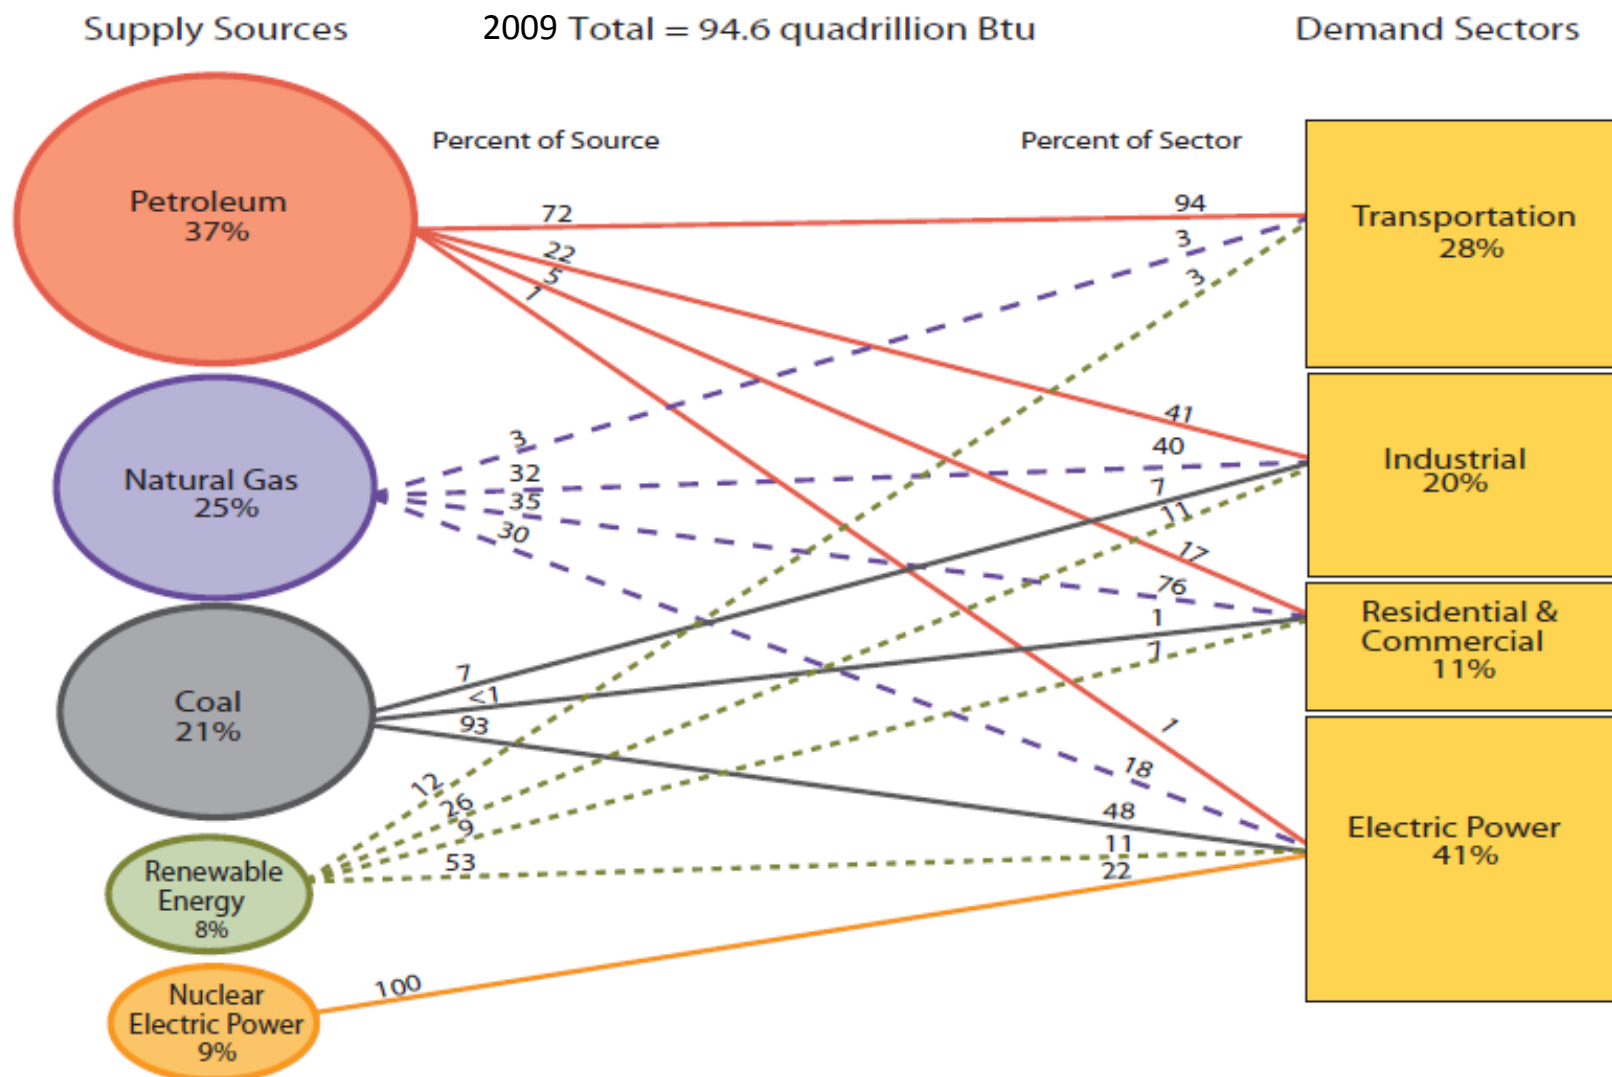 Supply Sources
2009 Total = 94.6 quadrillion Btu
Demand Sectors
Percent of Source
Percent of Sector
Petroleum
37%
72
22
5
1
94
3
3
Transportation
28%
Natural Gas
25%
3
32
35
30
41
40
7
11
Industrial
20%
17
76
1
7
Residential &
Commercial
11%
Coal
21%
7
<1
93
1
18
48
11
22
Electric Power
41%
Renewable
Energy
8%
12
26
9
53
Nuclear
Electric Power
9%
100